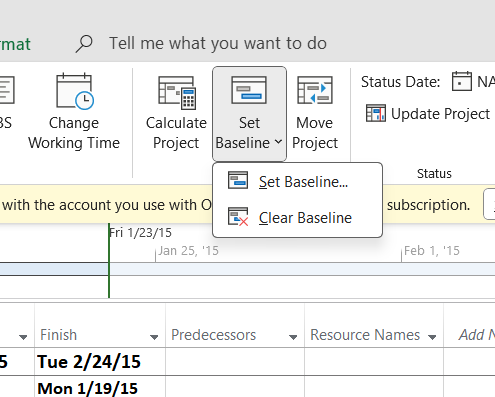 rmat
Tell me what you want to do
BS
Change
Working Time
Calculate
Project
Set
Baseline
Move
Project
Status Date:
NA
Update Project
Status
Set Baseline...
Clear Baseline
with the account you use with O
subscription.
Fri 1/23/15
Jan 25, '15
Feb 1, '15
Finish
Predecessors
Resource Names
Add N
5
Tue 2/24/15
Mon 1/19/15